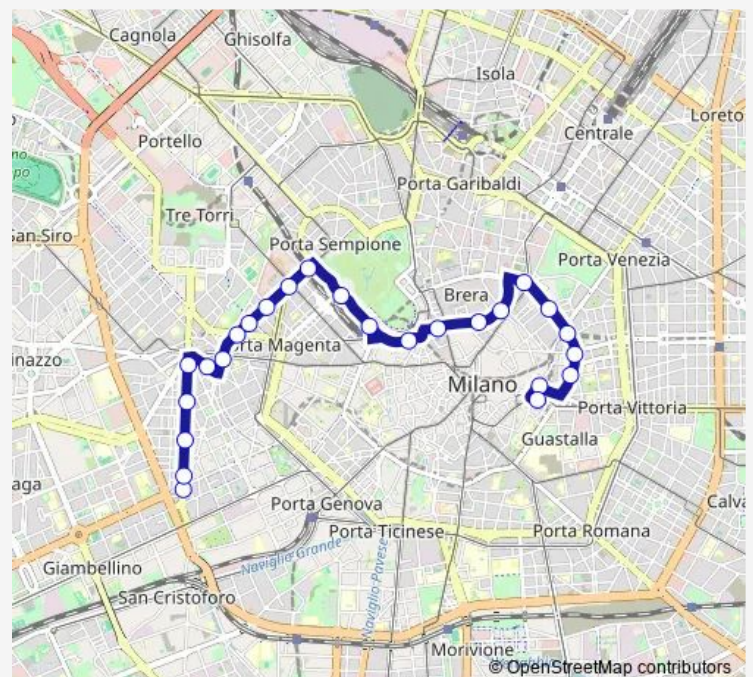 Cagnola
Ghisolfa
Isola
Loreto
Portello
Centrale
Porta Garibaldi
Tre Torri
San Siro
Porta Sempione
Porta Venezia
Brera
rta Magenta
inazzo
Milano
Porta Vittoria
Guastalla
aga
Porta Genova
Calv
Porta Ticinese
Porta Romana
Naviglio Grande
Naviglio Pavese
Giambellino
San Cristoforo
Morivione
© OpenStreetMap contributors